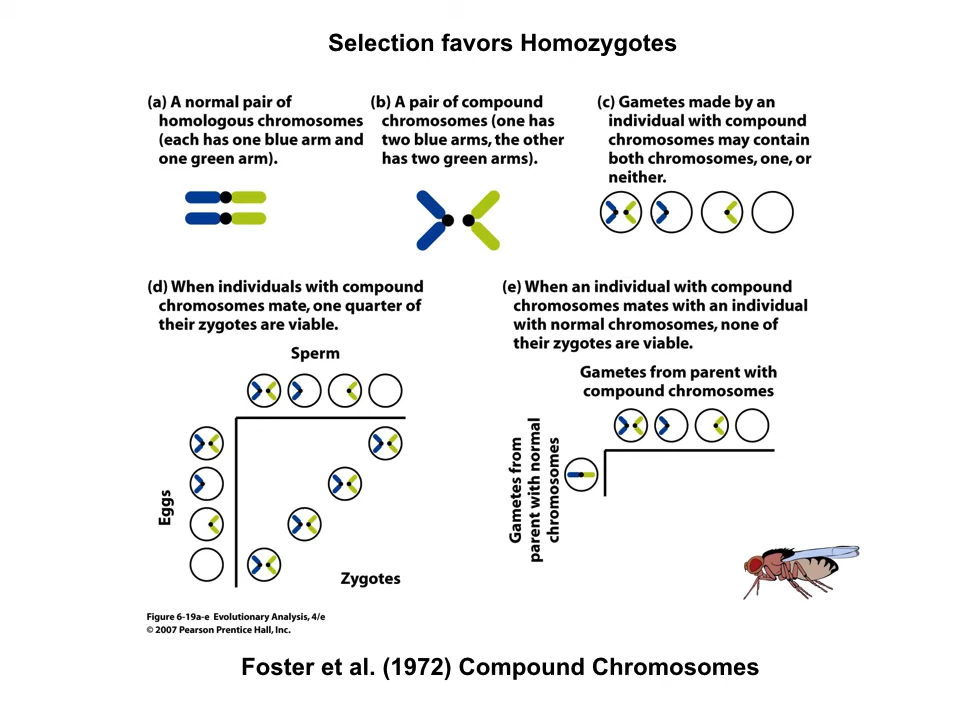 Selection favors Homozygotes
(a) A normal pair of
homologous chromosomes
(each has one blue arm and
one green arm).
(b) A pair of compound
chromosomes (one has
two blue arms, the other
has two green arms).
(c) Gametes made by an
individual with compound
chromosomes may contain
both chromosomes, one, or
neither.
(d) When individuals with compound
chromosomes mate, one quarter of
their zygotes are viable.
Sperm
Eggs
Zygotes
(e) When an individual with compound
chromosomes mates with an individual
with normal chromosomes, none of
their zygotes are viable.
Gametes from parent with
compound chromosomes
Gametes from
parent with normal
chromosomes
Figure 6-19a-e Evolutionary Analysis, 4/e
© 2007 Pearson Prentice Hall, Inc.
Foster et al. (1972) Compound Chromosomes